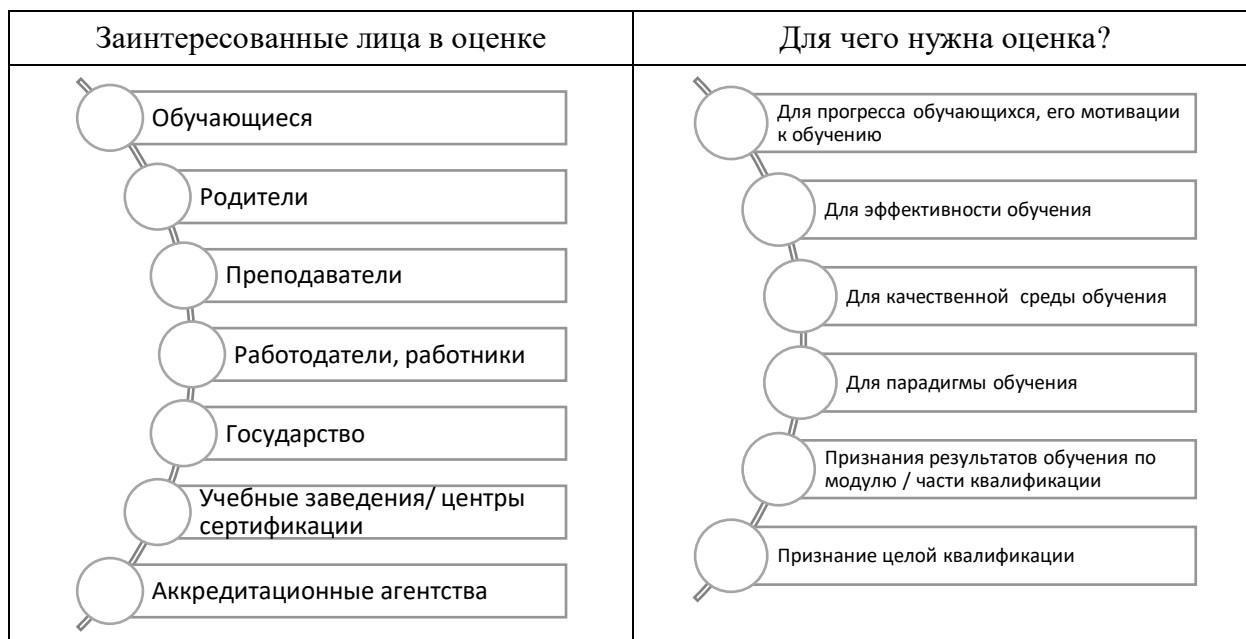 Заинтересованные лица в оценке
Обучающиеся
Родители
Преподаватели
Работодатели, работники
Государство
Учебные заведения/ центры
сертификации
Аккредитационные агентства
Для чего нужна оценка?
Для прогресса обучающихся, его мотивации
к обучению
Для эффективности обучения
Для качественной среды обучения
Для парадигмы обучения
Признания результатов обучения по
модулю / части квалификации
Признание целой квалификации